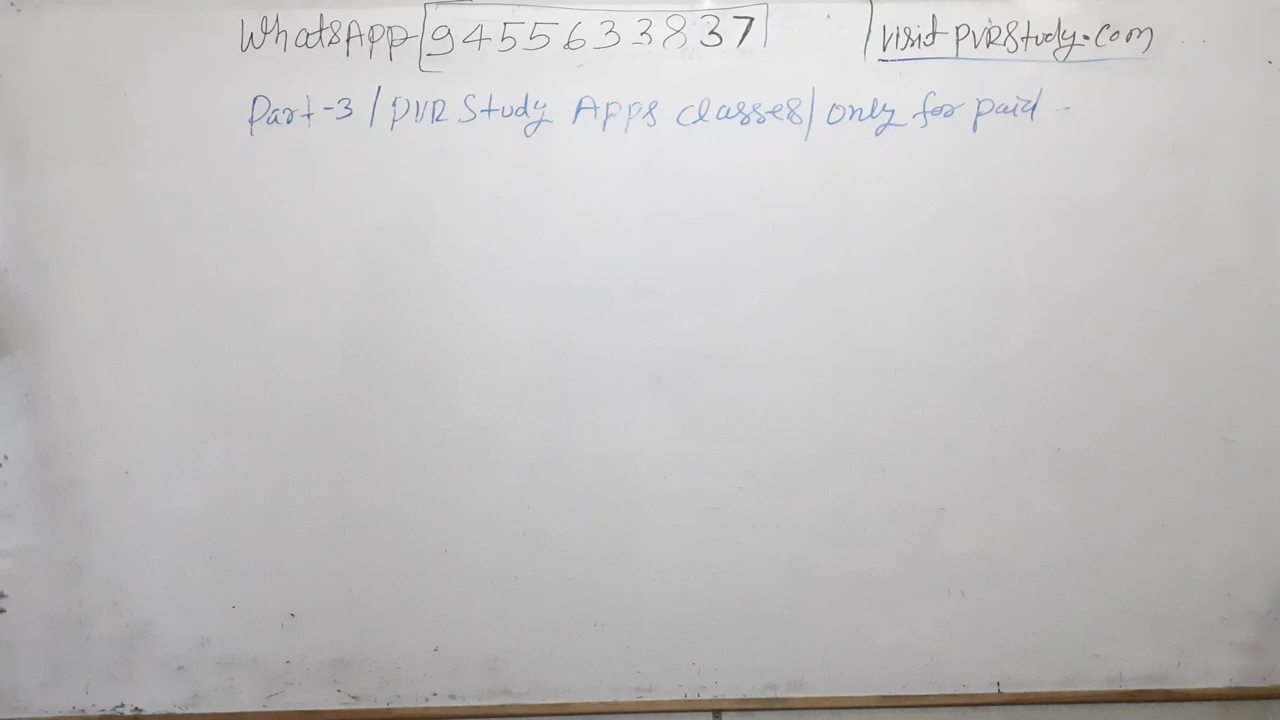 WhatsApp-9455633837 / visit PVRStudy.com
Part-3 / PVR Study Apps classes / only for paid -